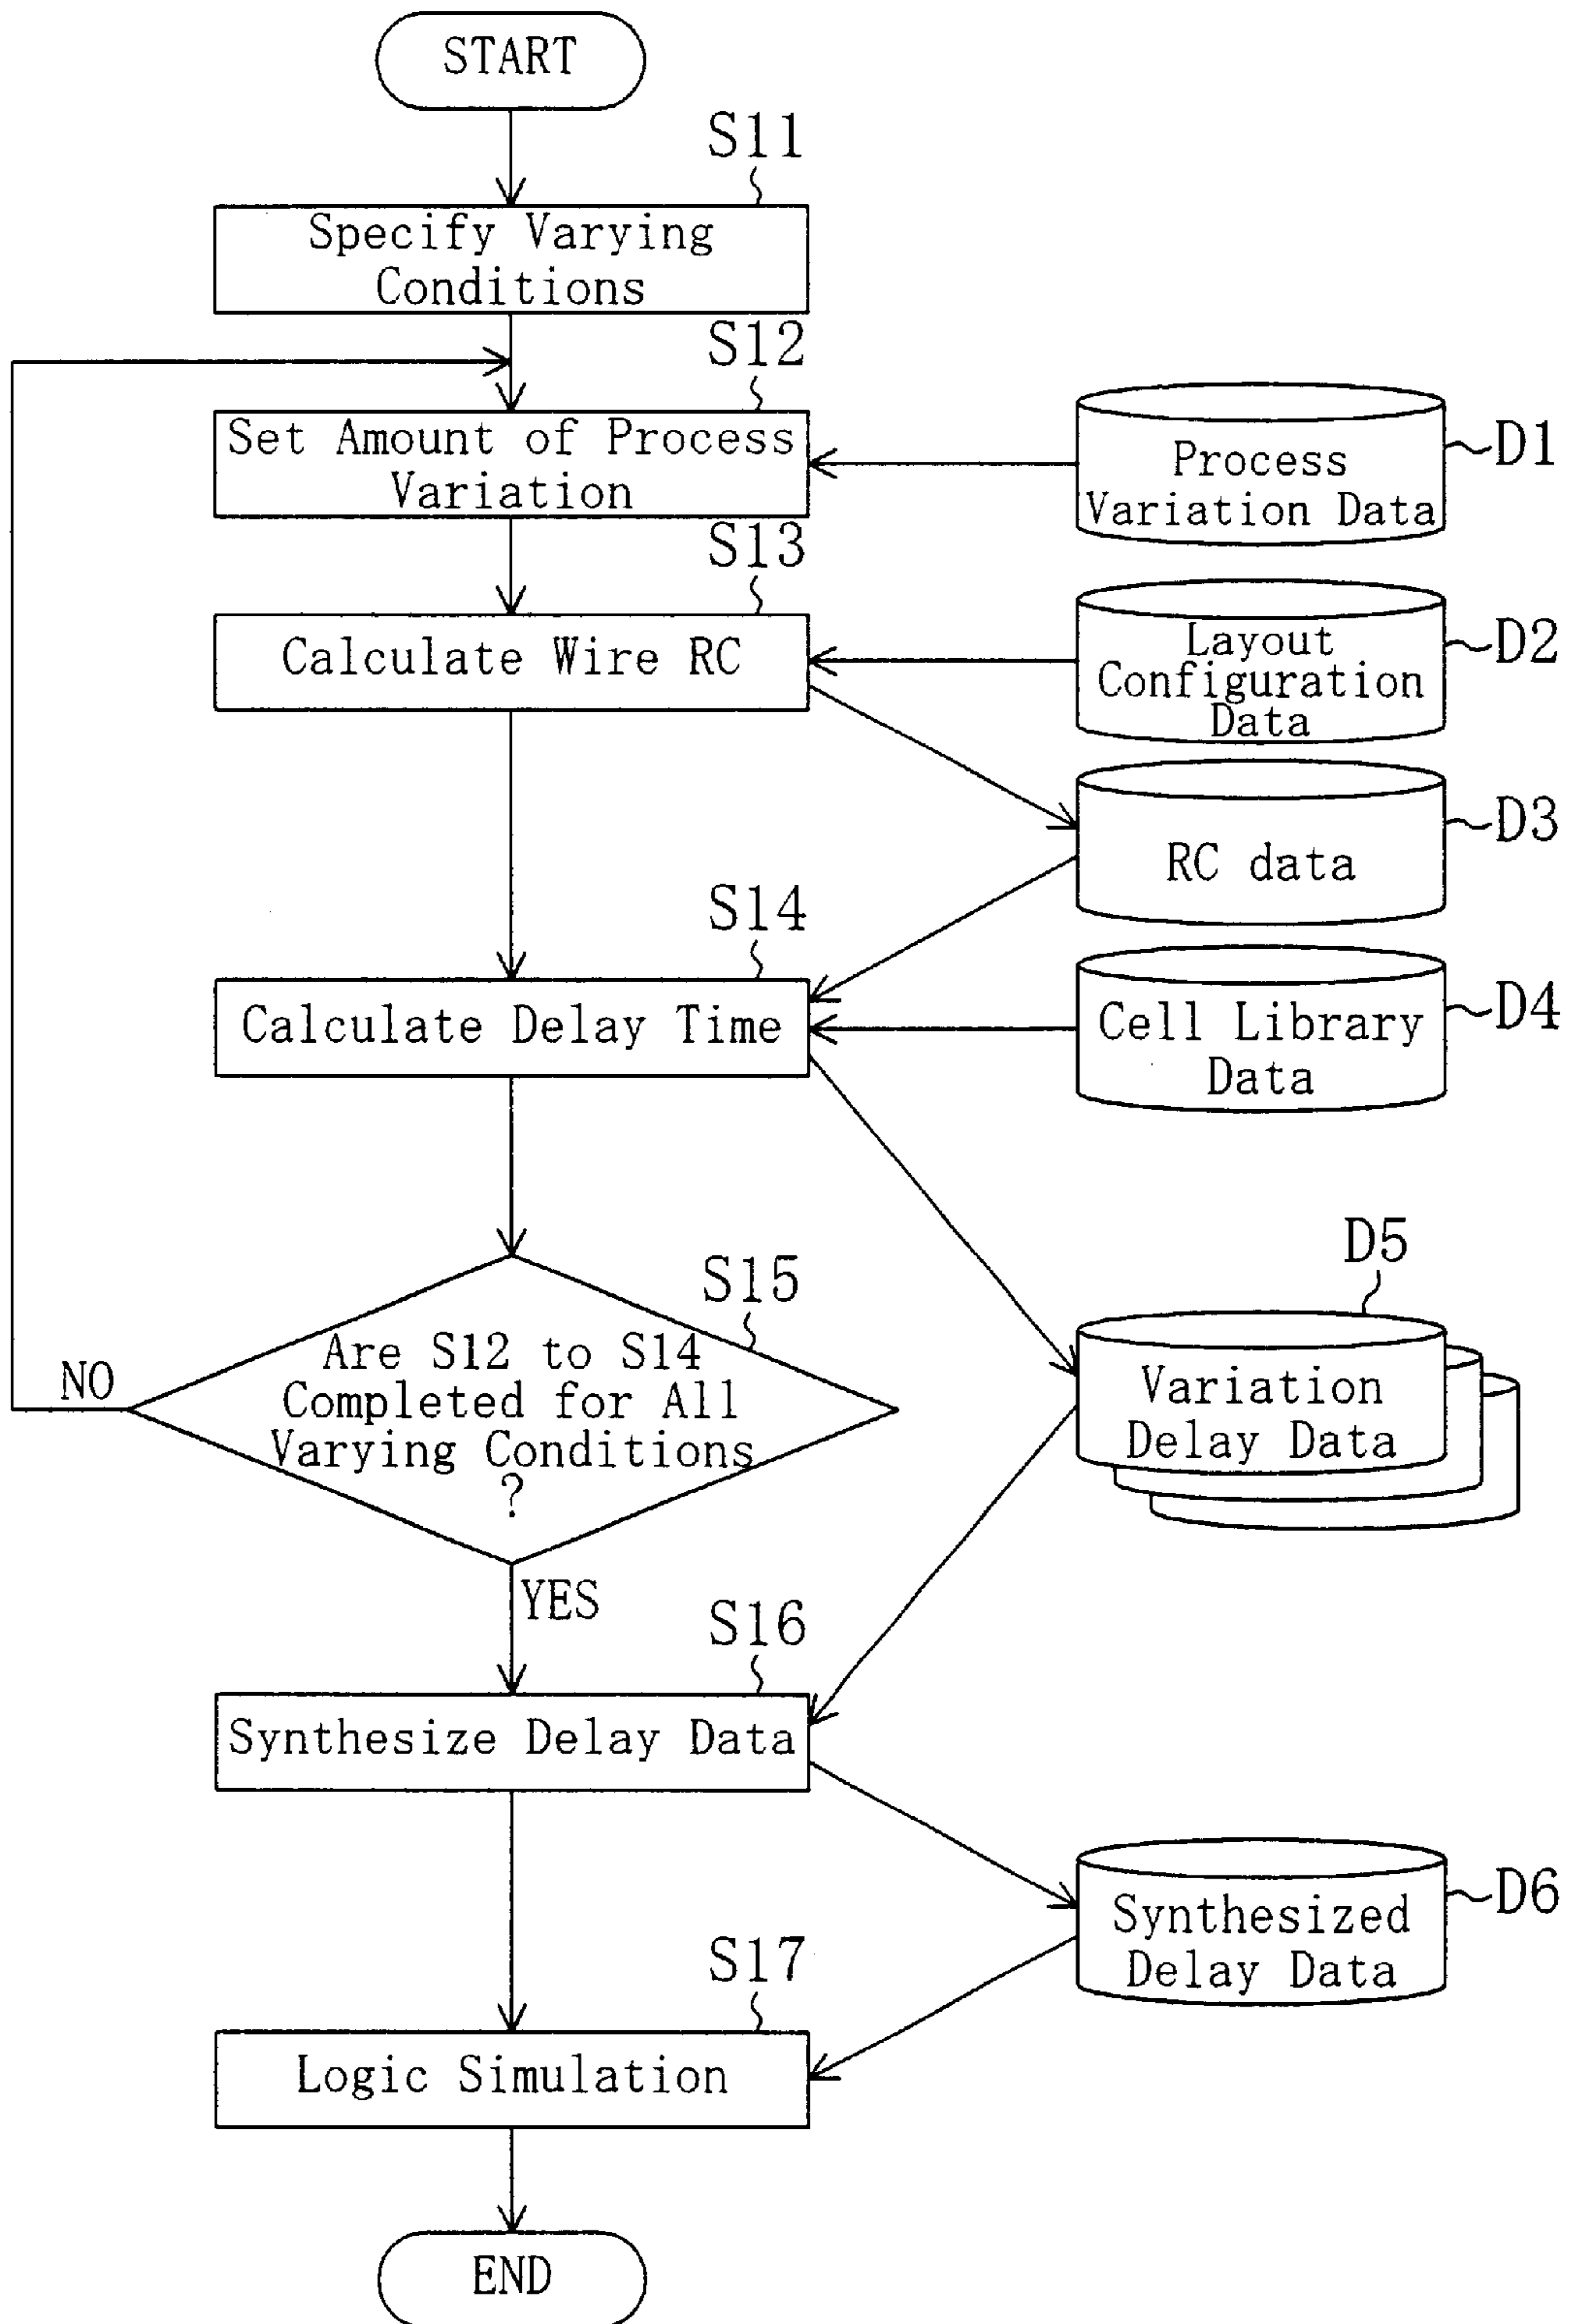 START
S11
Specify Varying
Conditions
S12
Set Amount of Process
Variation
Process
Variation Data
D1
S13
Calculate Wire RC
Layout
Configuration
Data
D2
RC data
D3
S14
Calculate Delay Time
Cell Library
Data
D4
S15
Are S12 to S14
Completed for All
Varying Conditions
?
NO
YES
D5
Variation
Delay Data
S16
Synthesize Delay Data
Synthesized
Delay Data
D6
S17
Logic Simulation
END